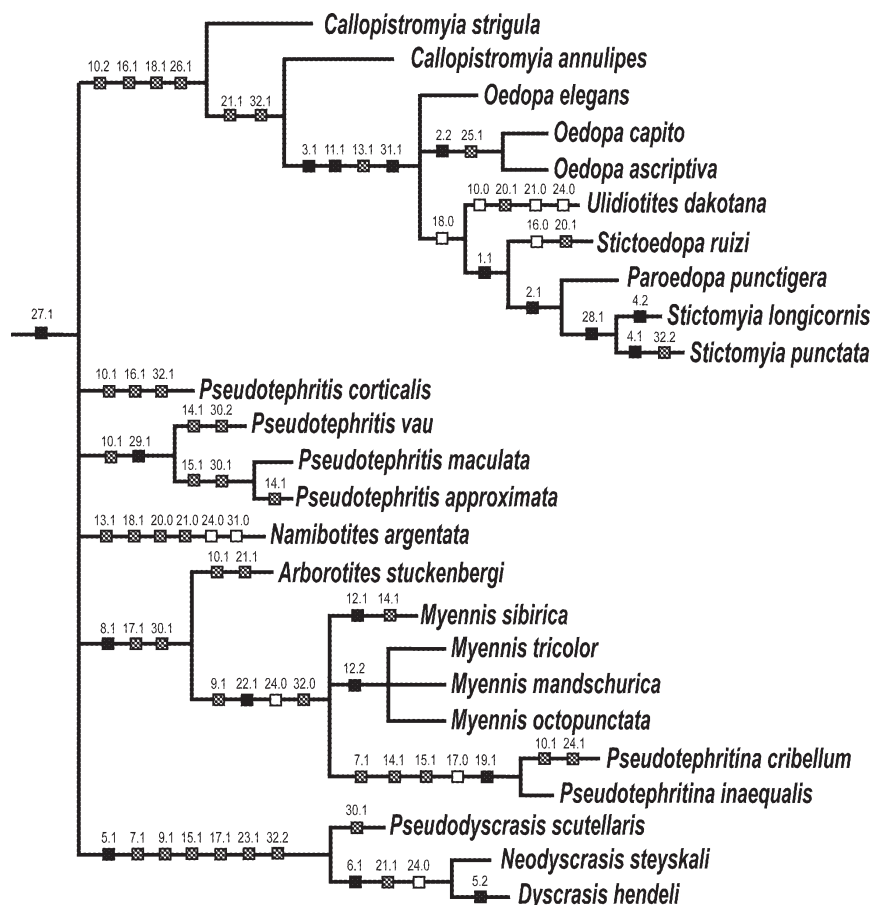 Callopistromyia strigula
10.2 16.1 18.1 26.1
Callopistromyia annulipes
21.1 32.1
Oedopa elegans
3.1 11.1 13.1 31.1
2.2 25.1
Oedopa capito
Oedopa ascriptiva
10.0 20.1 21.0 24.0
Ulidiotites dakotana
18.0
16.0 20.1
Stictoedopa ruizi
1.1
Paroedopa punctigera
2.1
4.2
Stictomyia longicornis
28.1
4.1 32.2
Stictomyia punctata
27.1
10.1 16.1 32.1
Pseudotephritis corticalis
14.1 30.2
Pseudotephritis vau
10.1 29.1
Pseudotephritis maculata
15.1 30.1
14.1
Pseudotephritis approximata
13.1 18.1 20.0 21.0 24.0 31.0
Namibotites argentata
10.1 21.1
Arborotites stuckenbergi
12.1 14.1
Myennis sibirica
8.1 17.1 30.1
Myennis tricolor
9.1 22.1 24.0 32.0
12.2
Myennis mandschurica
Myennis octopunctata
10.1 24.1
Pseudotephritina cribellum
7.1 14.1 15.1 17.0 19.1
Pseudotephritina inaequalis
30.1
Pseudodyscrasis scutellaris
5.1 7.1 9.1 15.1 17.1 23.1 32.2
Neodyscrasis steyskali
6.1 21.1 24.0
5.2
Dyscrasis hendeli